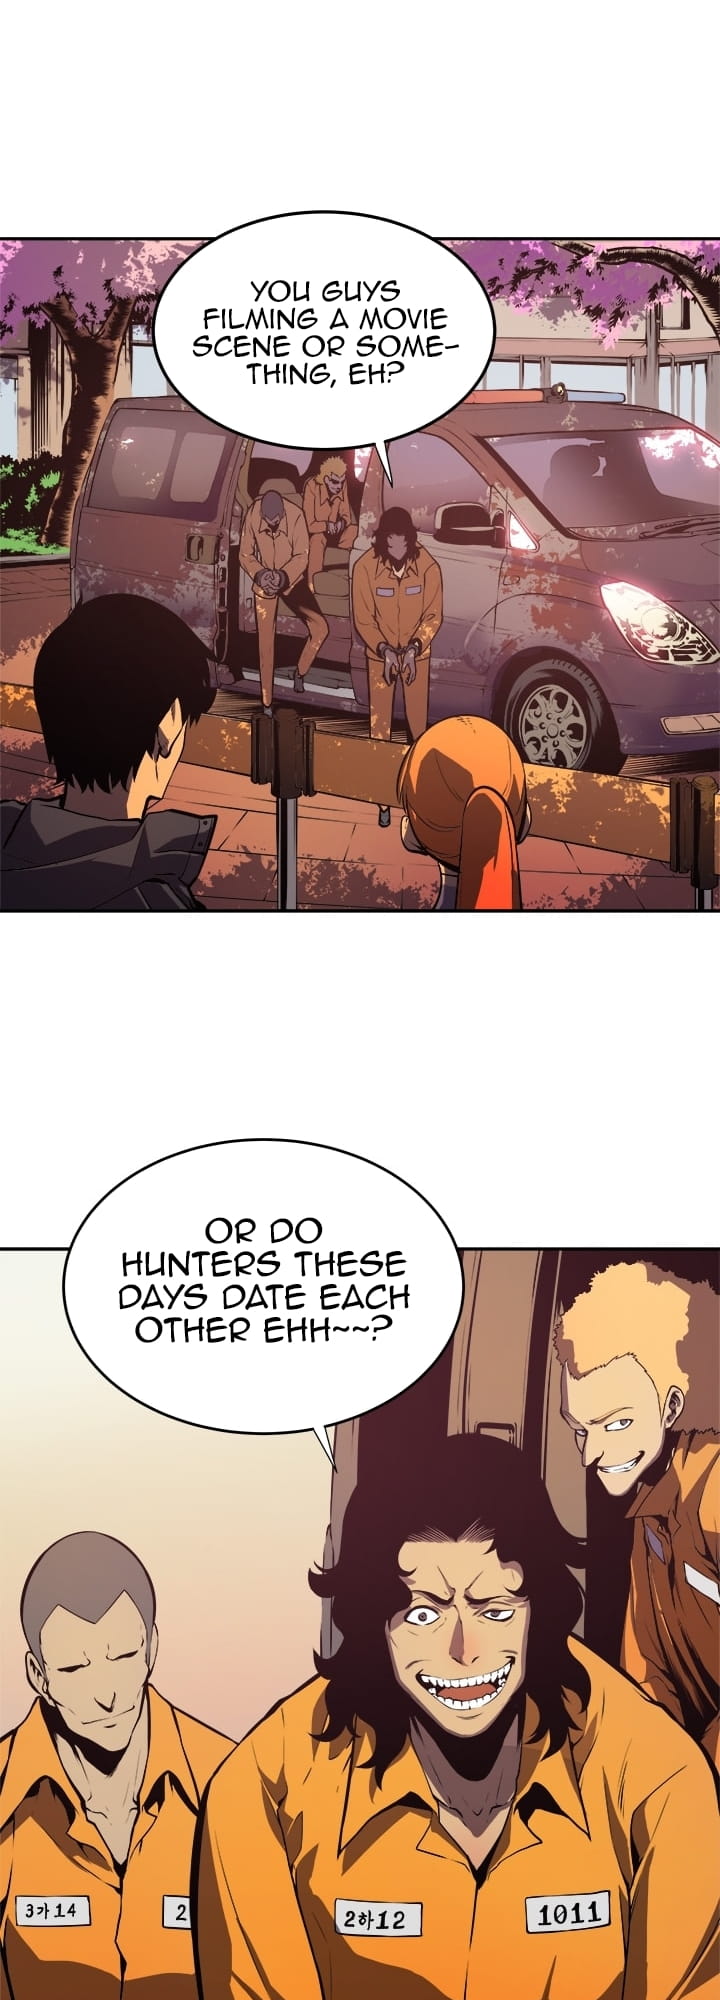 YOU GUYS
FILMING A MOVIE
SCENE OR SOME-
THING, EH?
OR DO
HUNTERS THESE
DAYS DATE EACH
OTHER EHH~~?
3가14
2
2하12
1011